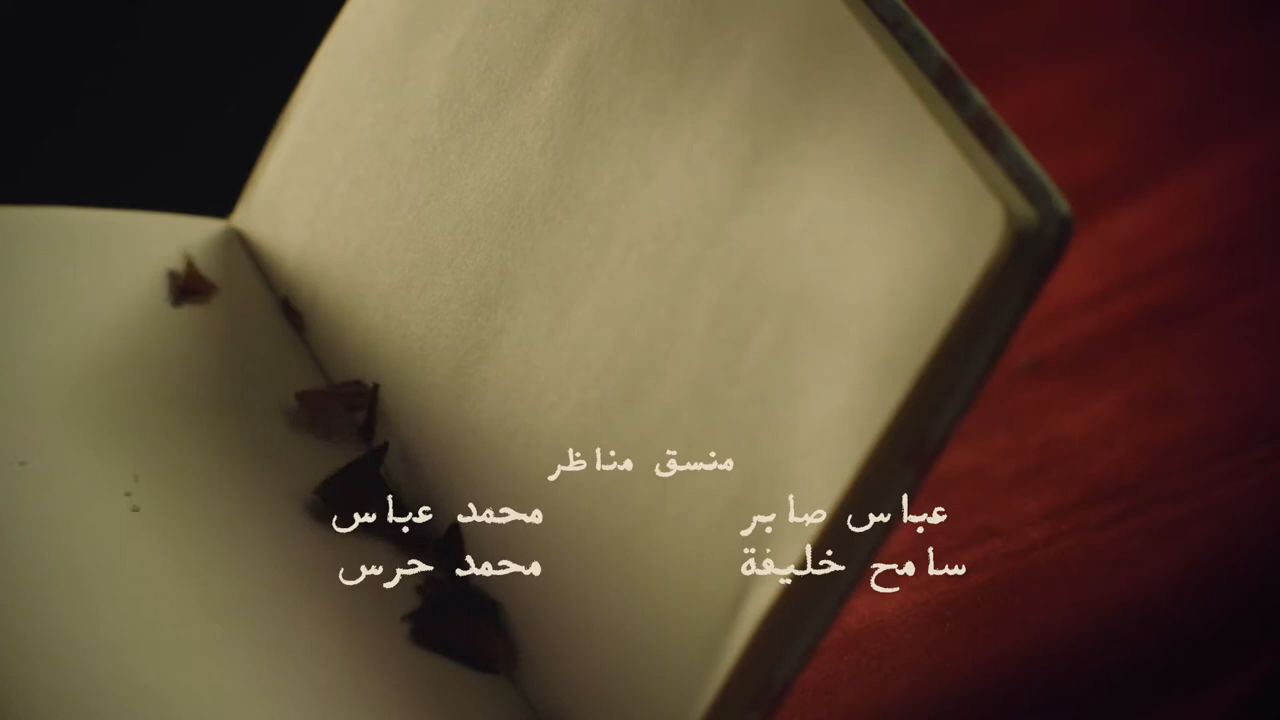 منسق مناظر
عباس صابر محمد عباس
سامح خليفة محمد حرس